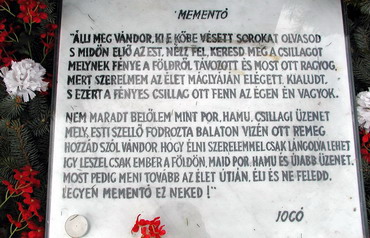 MEMENTÓ
"ÁLLJ MEG VÁNDOR, KI E KŐBE VÉSETT SOROKAT OLVASOD
S MIDŐN ELJŐ AZ EST, NÉZZ FEL, KERESD MEG A CSILLAGOT
MELYNEK FÉNYE A FÖLDRŐL TÁVOZOTT ÉS MOST OTT RAGYOG,
MERT SZERELMEM AZ ÉLET MÁGLYÁJÁN ELÉGETT, KIALUDT,
S EZÉRT A FÉNYES CSILLAG OTT FENN AZ ÉGEN ÉN VAGYOK.
NEM MARADT BELŐLEM MINT POR, HAMU, CSILLAGI ÜZENET
MELY, ESTI SZELLŐ FODROZTA BALATON VIZÉN OTT REMEG
HOZZÁD SZÓL VÁNDOR, HOGY ÉLNI SZERELEMMEL CSAK LÁNGOLVA LEHET
ÍGY LESZEL CSAK EMBER A FÖLDÖN, MAJD POR, HAMU ÉS ÚJABB ÜZENET.
MOST PEDIG MENJ TOVÁBB AZ ÉLET ÚTJÁN, ÉLJ ÉS NE FELEDD,
LEGYEN MEMENTÓ EZ NEKED!"
JOCÓ